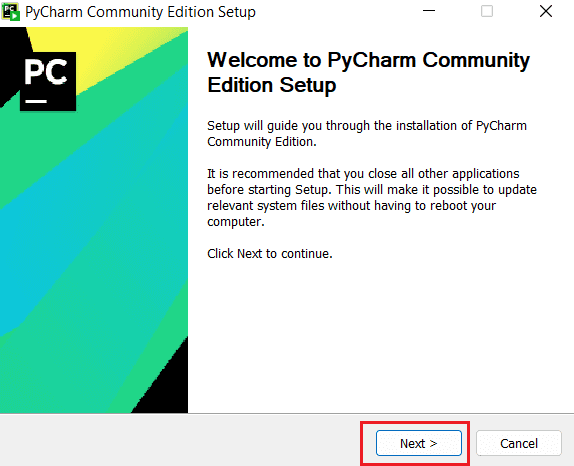 PyCharm Community Edition Setup
PC
Welcome to PyCharm Community
Edition Setup
Setup will guide you through the installation of PyCharm
Community Edition.
It is recommended that you close all other applications
before starting Setup. This will make it possible to update
relevant system files without having to reboot your
computer.
Click Next to continue.
Next >
Cancel